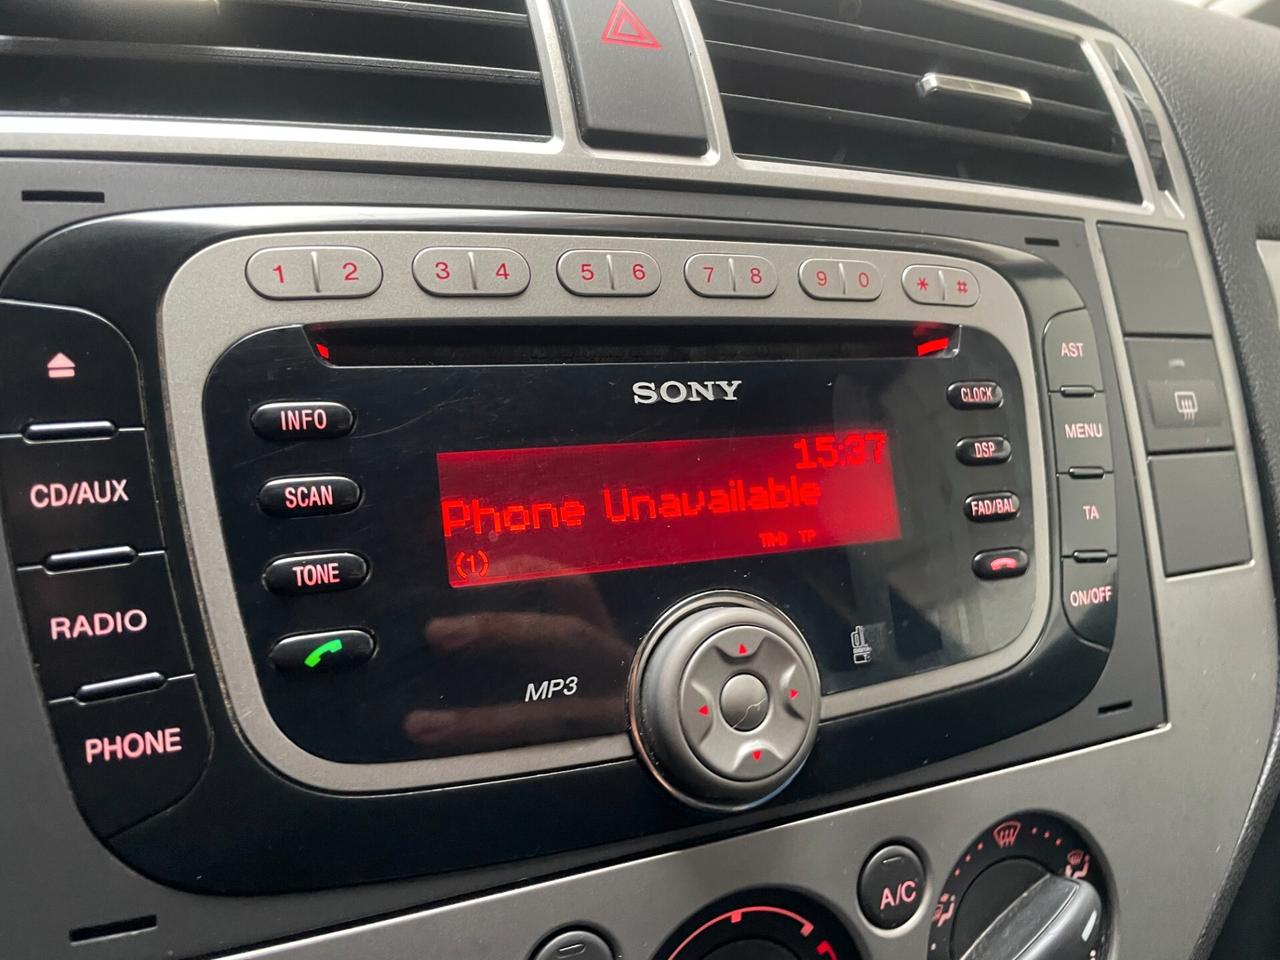 1 2 3 4 5 6 7 8 9 0 * #
SONY
INFO
SCAN
TONE
CD/AUX
RADIO
PHONE
15:37
Phone Unavailable
(1)
TP
MP3
CLOCK
DSP
FAD/BAL
AST
MENU
TA
ON/OFF
A/C